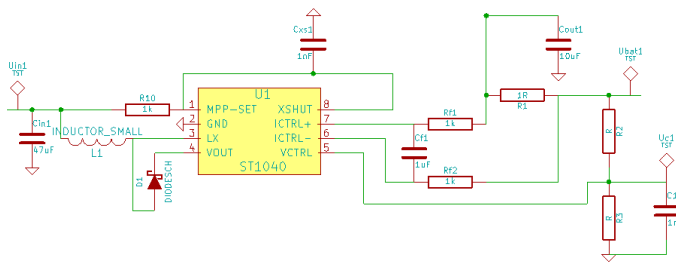 Cxs1
1nF
Cout1
10uF
Uin1
TST
Ubat1
TST
R10
1k
U1
1R
R1
1 MPP-SET XSHUT 8
2 GND ICTRL+ 7
3 LX ICTRL- 6
4 VOUT VCTRL 5
ST1040
Cin1
47uF
INDUCTOR_SMALL
L1
Rf1
1k
Cf1
1uF
Rf2
1k
R
R2
Uc1
TST
D1
DIODESCH
R
R3
C1